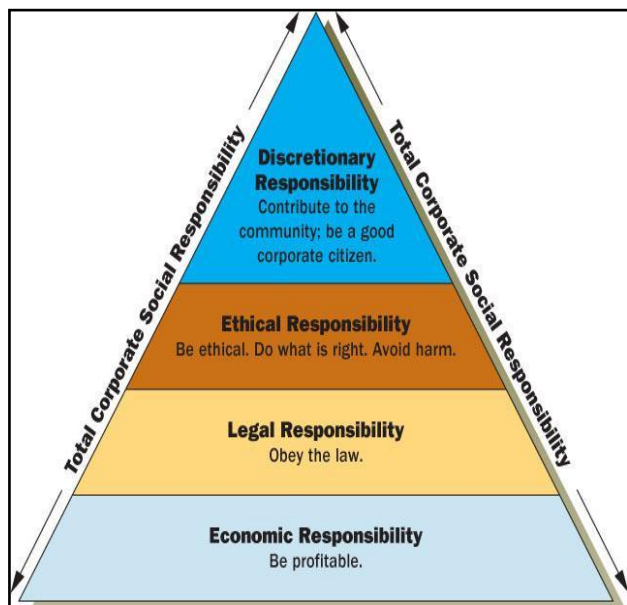 Total Corporate Social Responsibility
Total Corporate Social Responsibility
Discretionary
Responsibility
Contribute to the
community; be a good
corporate citizen.
Ethical Responsibility
Be ethical. Do what is right. Avoid harm.
Legal Responsibility
Obey the law.
Economic Responsibility
Be profitable.